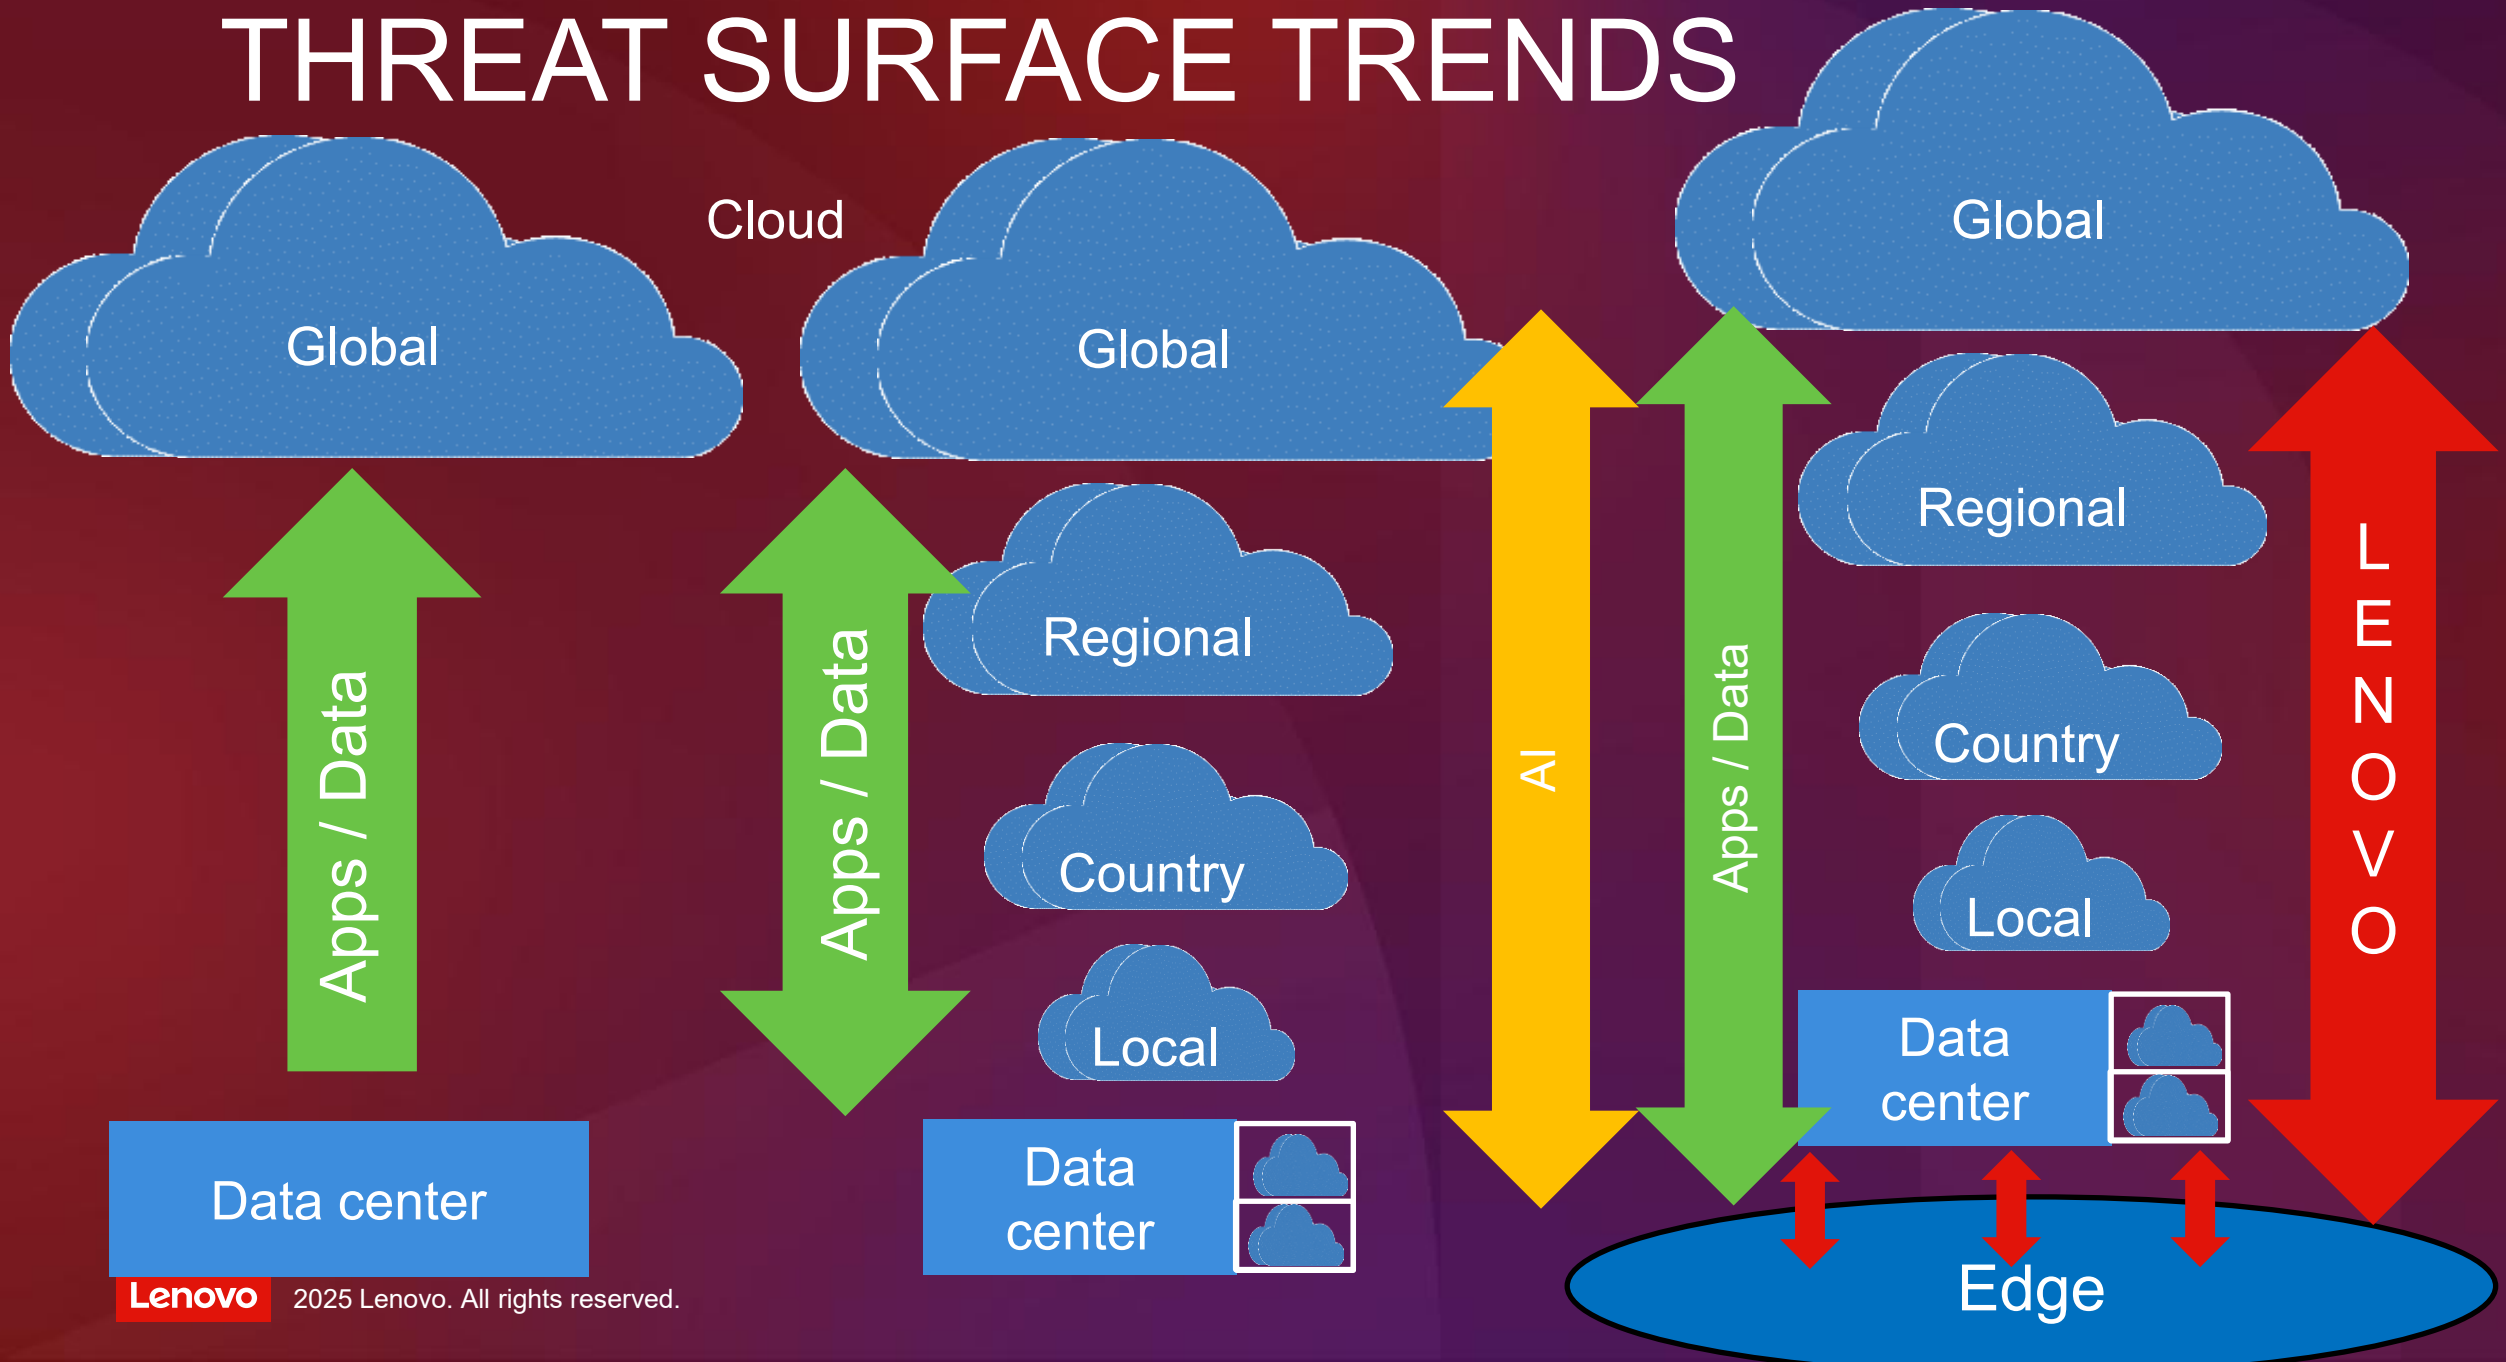 THREAT SURFACE TRENDS
Cloud
Global
Apps / Data
Data center
Global
Apps / Data
Regional
Country
Local
Data
center
AI
Apps / Data
Global
Regional
Country
Local
Data
center
L
E
N
O
V
O
Edge
Lenovo
2025 Lenovo. All rights reserved.